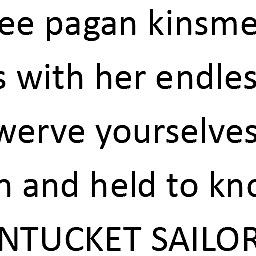 ee pagan kinsme
s with her endles
werve yourselves
n and held to kno
NTUCKET SAILOR